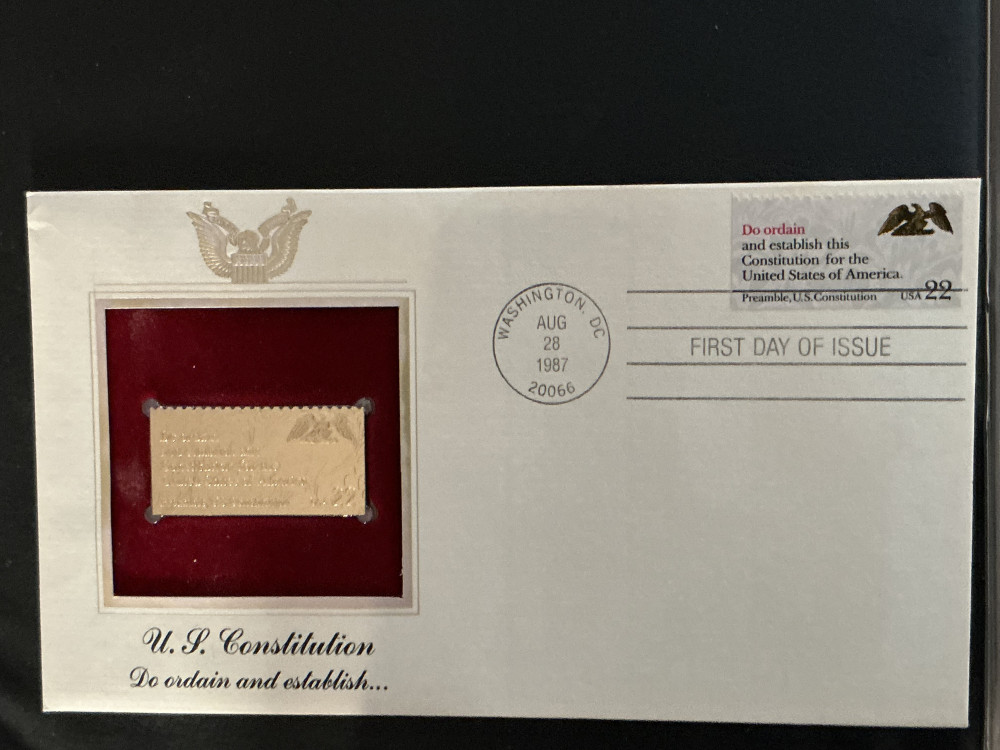 Do ordain
and establish this
Constitution for the
United States of America.
Preamble, U.S. Constitution USA 22
WASHINGTON, DC
AUG
28
1987
20066
FIRST DAY OF ISSUE
22
U. S. Constitution
Do ordain and establish...